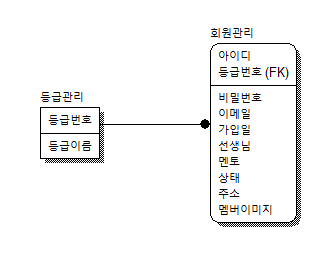 회원관리
아이디
등급번호 (FK)
비밀번호
이메일
가입일
선생님
멘토
상태
주소
멤버이미지
등급관리
등급번호
등급이름